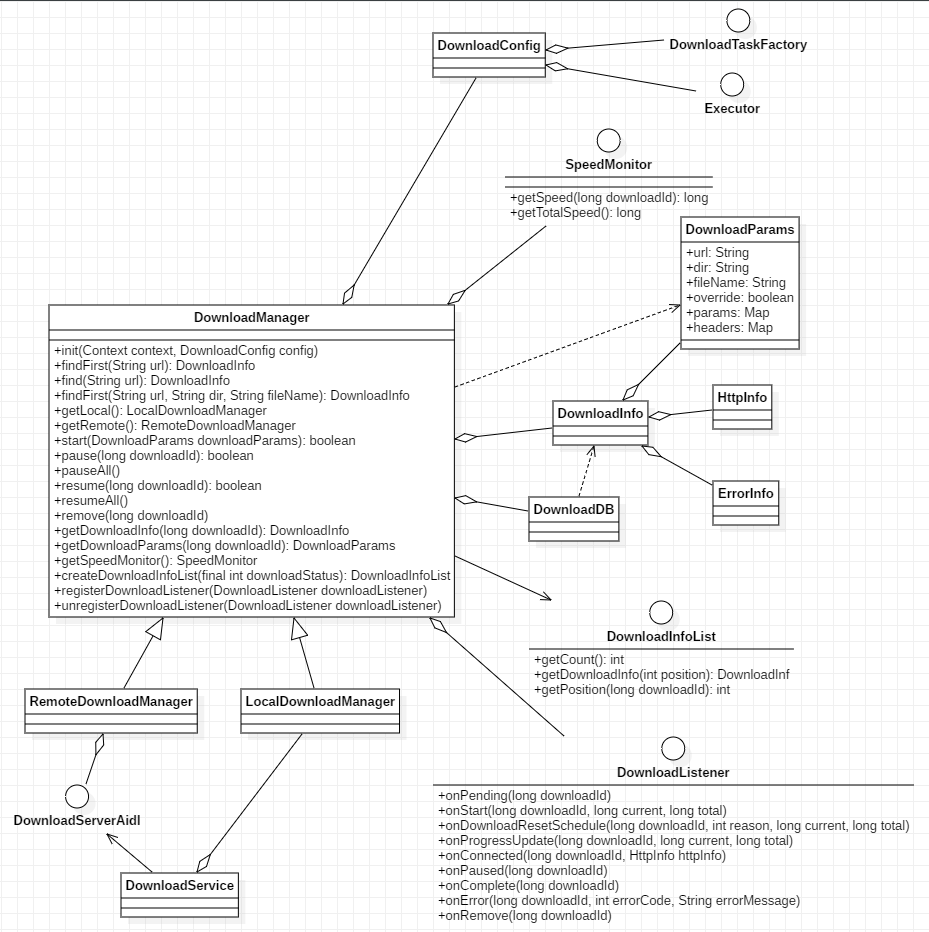 DownloadConfig
DownloadTaskFactory
Executor
SpeedMonitor
+getSpeed(long downloadId): long
+getTotalSpeed(): long
DownloadParams
+url: String
+dir: String
+fileName: String
+override: boolean
+params: Map
+headers: Map
DownloadManager
+init(Context context, DownloadConfig config)
+findFirst(String url): DownloadInfo
+find(String url): DownloadInfo
+findFirst(String url, String dir, String fileName): DownloadInfo
+getLocal(): LocalDownloadManager
+getRemote(): RemoteDownloadManager
+start(DownloadParams downloadParams): boolean
+pause(long downloadId): boolean
+pauseAll()
+resume(long downloadId): boolean
+resumeAll()
+remove(long downloadId)
+getDownloadInfo(long downloadId): DownloadInfo
+getDownloadParams(long downloadId): DownloadParams
+getSpeedMonitor(): SpeedMonitor
+createDownloadInfoList(final int downloadStatus): DownloadInfoList
+registerDownloadListener(DownloadListener downloadListener)
+unregisterDownloadListener(DownloadListener downloadListener)
DownloadInfo
HttpInfo
ErrorInfo
DownloadDB
DownloadInfoList
+getCount(): int
+getDownloadInfo(int position): DownloadInf
+getPosition(long downloadId): int
RemoteDownloadManager
LocalDownloadManager
DownloadServerAidl
DownloadService
DownloadListener
+onPending(long downloadId)
+onStart(long downloadId, long current, long total)
+onDownloadResetSchedule(long downloadId, int reason, long current, long total)
+onProgressUpdate(long downloadId, long current, long total)
+onConnected(long downloadId, HttpInfo httpInfo)
+onPaused(long downloadId)
+onComplete(long downloadId)
+onError(long downloadId, int errorCode, String errorMessage)
+onRemove(long downloadId)